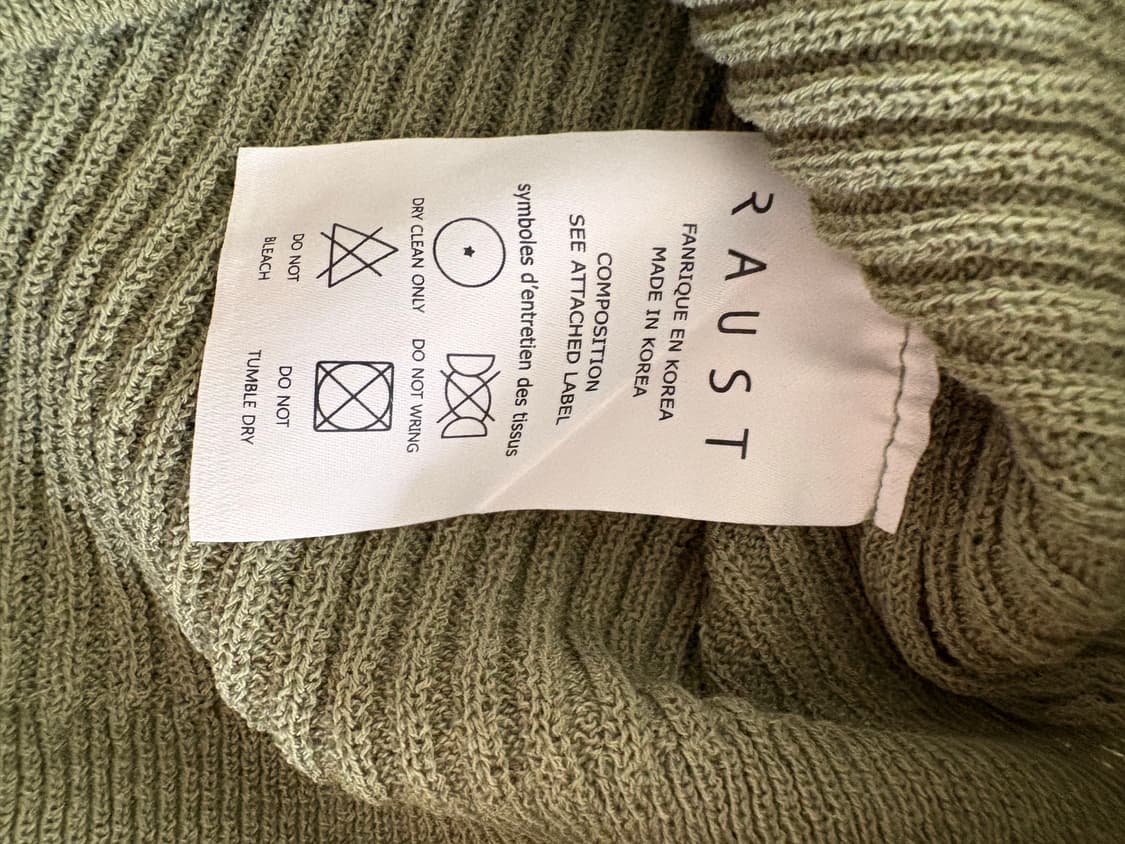 RAUST
FANRIQUE EN KOREA
MADE IN KOREA
COMPOSITION
SEE ATTACHED LABEL
symboles d'entretien des tissus
DRY CLEAN ONLY
DO NOT WRING
DO NOT
BLEACH
DO NOT
TUMBLE DRY